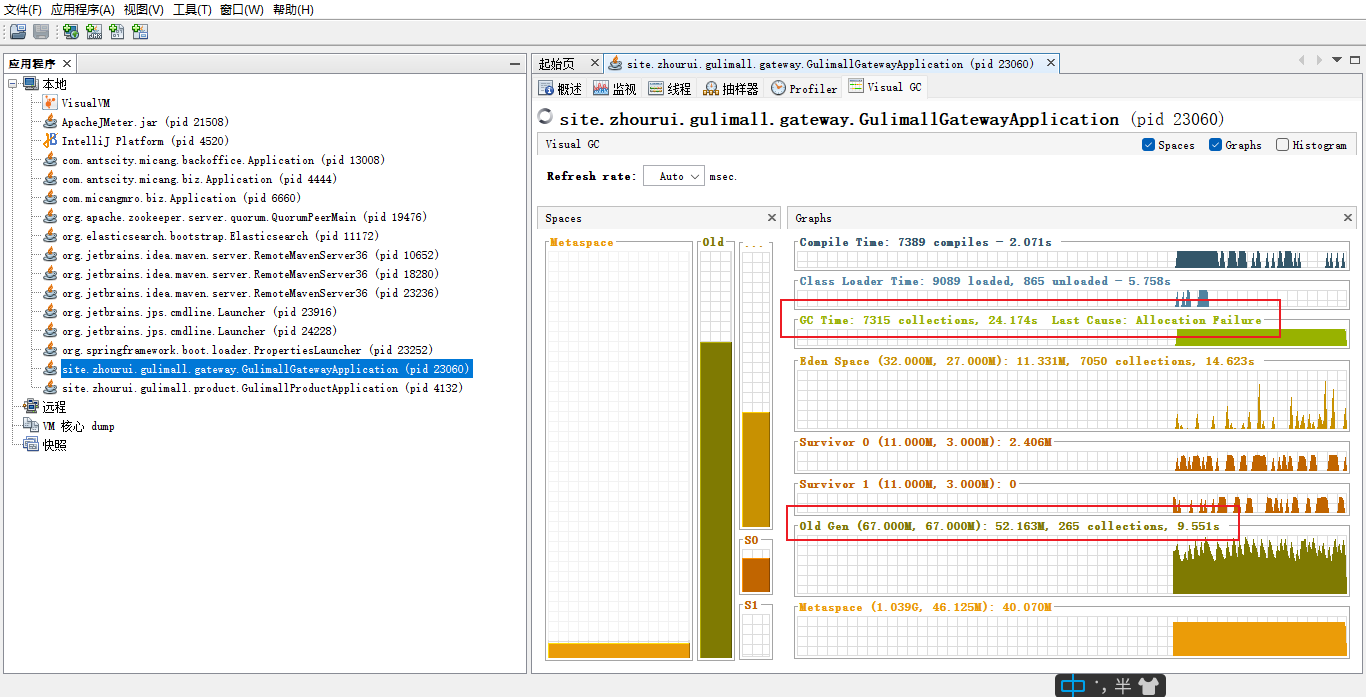 文件(F) 应用程序(A) 视图(V) 工具(T) 窗口(W) 帮助(H)
应用程序
本地
VisualVM
ApacheJMeter.jar (pid 21508)
IntelliJ Platform (pid 4520)
com.antscity.micang.backoffice.Application (pid 13008)
com.antscity.micang.biz.Application (pid 4444)
com.micangmro.biz.Application (pid 6660)
org.apache.zookeeper.server.quorum.QuorumPeerMain (pid 19476)
org.elasticsearch.bootstrap.Elasticsearch (pid 11172)
org.jetbrains.idea.maven.server.RemoteMavenServer36 (pid 10652)
org.jetbrains.idea.maven.server.RemoteMavenServer36 (pid 18280)
org.jetbrains.idea.maven.server.RemoteMavenServer36 (pid 23236)
org.jetbrains.jps.cmdline.Launcher (pid 23916)
org.jetbrains.jps.cmdline.Launcher (pid 24228)
org.springframework.boot.loader.PropertiesLauncher (pid 23252)
site.zhourui.gulimall.gateway.GulimallGatewayApplication (pid 23060)
site.zhourui.gulimall.product.GulimallProductApplication (pid 4132)
远程
VM 核心 dump
快照
起始页 site.zhourui.gulimall.gateway.GulimallGatewayApplication (pid 23060)
概述 监视 线程 抽样器 Profiler Visual GC
site.zhourui.gulimall.gateway.GulimallGatewayApplication (pid 23060)
Visual GC Spaces Graphs Histogram
Refresh rate: Auto msec.
Spaces
Metaspace Old ...
S0
S1
Graphs
Compile Time: 7389 compiles - 2.071s
Class Loader Time: 9089 loaded, 865 unloaded - 5.758s
GC Time: 7315 collections, 24.174s Last Cause: Allocation Failure
Eden Space (32.000M, 27.000M): 11.331M, 7050 collections, 14.623s
Survivor 0 (11.000M, 3.000M): 2.406M
Survivor 1 (11.000M, 3.000M): 0
Old Gen (67.000M, 67.000M): 52.163M, 265 collections, 9.551s
Metaspace (1.039G, 46.125M): 40.070M
中 半